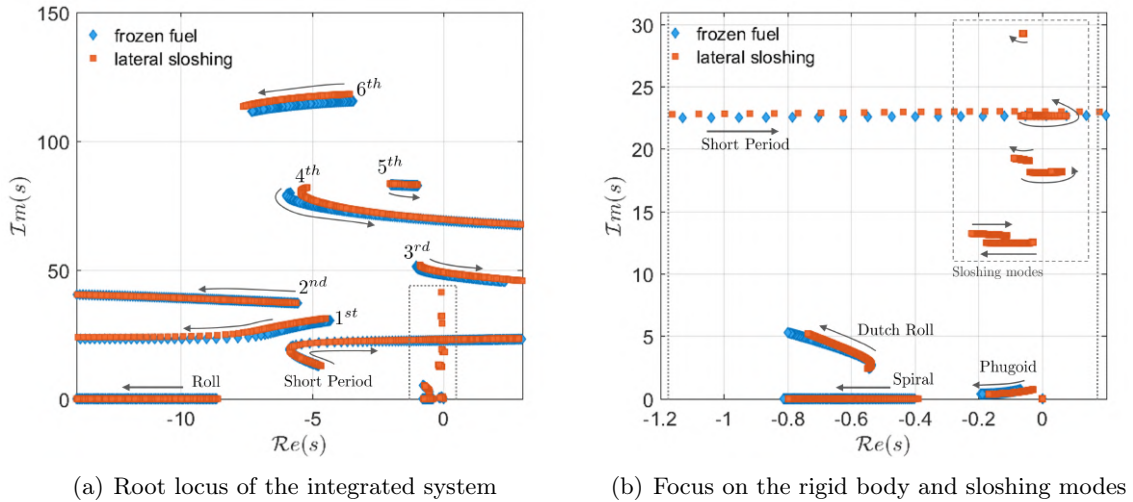 150
frozen fuel
lateral sloshing
6th
100
5th
4th
3rd
50
2nd
1st
Short Period
Roll
0
-10
-5
0
Re(s)
Im(s)
(a) Root locus of the integrated system
30
frozen fuel
lateral sloshing
25
Short Period
20
15
Sloshing modes
10
5
Dutch Roll
Phugoid
Spiral
0
-1.2
-1
-0.8
-0.6
-0.4
-0.2
0
Re(s)
Im(s)
(b) Focus on the rigid body and sloshing modes